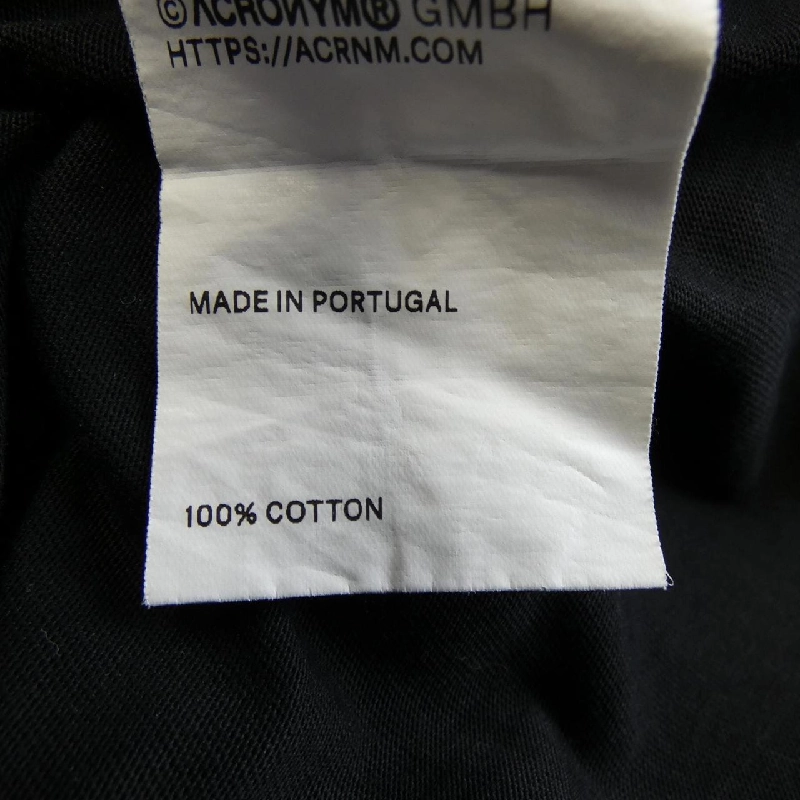 ©ACRONYM® GMBH
HTTPS://ACRNM.COM
MADE IN PORTUGAL
100% COTTON